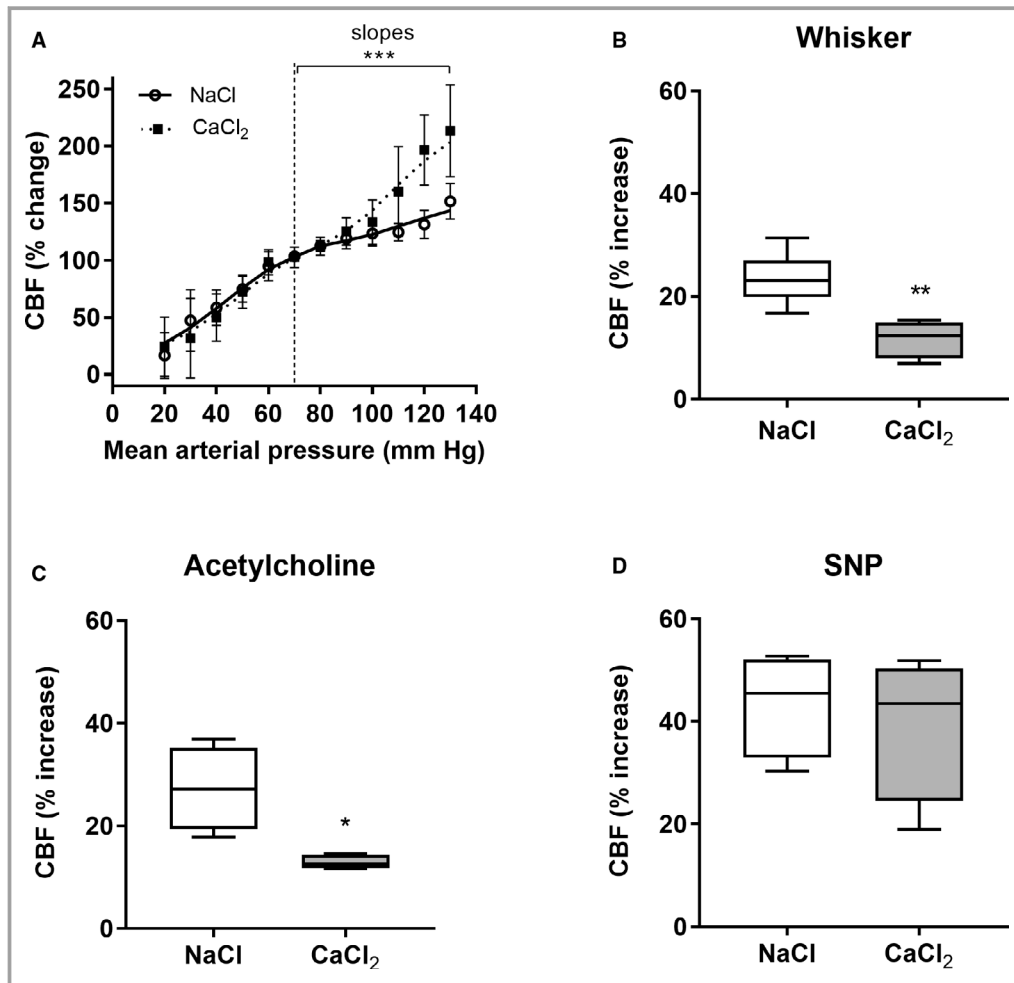 A
slopes
***
NaCl
CaCl₂
250
200
150
100
50
0
CBF (% change)
0 20 40 60 80 100 120 140
Mean arterial pressure (mm Hg)
B
Whisker
60
40
20
0
CBF (% increase)
**
NaCl CaCl₂
C
Acetylcholine
60
40
20
0
CBF (% increase)
*
NaCl CaCl₂
D
SNP
60
40
20
0
CBF (% increase)
NaCl CaCl₂